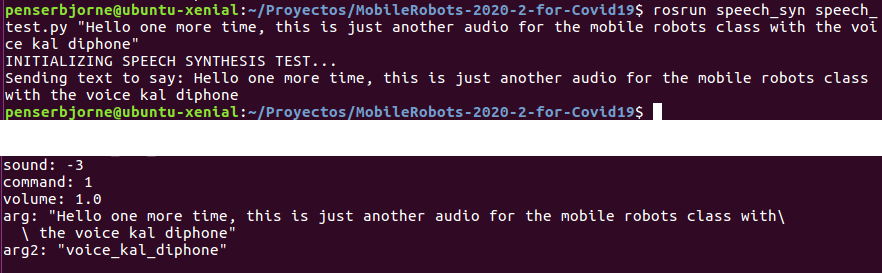 penserbjorne@ubuntu-xenial:~/Proyectos/MobileRobots-2020-2-for-Covid19$ rosrun speech_syn speech_
test.py "Hello one more time, this is just another audio for the mobile robots class with the voi
ce kal diphone"
INITIALIZING SPEECH SYNTHESIS TEST...
Sending text to say: Hello one more time, this is just another audio for the mobile robots class
with the voice kal diphone
penserbjorne@ubuntu-xenial:~/Proyectos/MobileRobots-2020-2-for-Covid19$
sound: -3
command: 1
volume: 1.0
arg: "Hello one more time, this is just another audio for the mobile robots class with\
  \ the voice kal diphone"
arg2: "voice_kal_diphone"